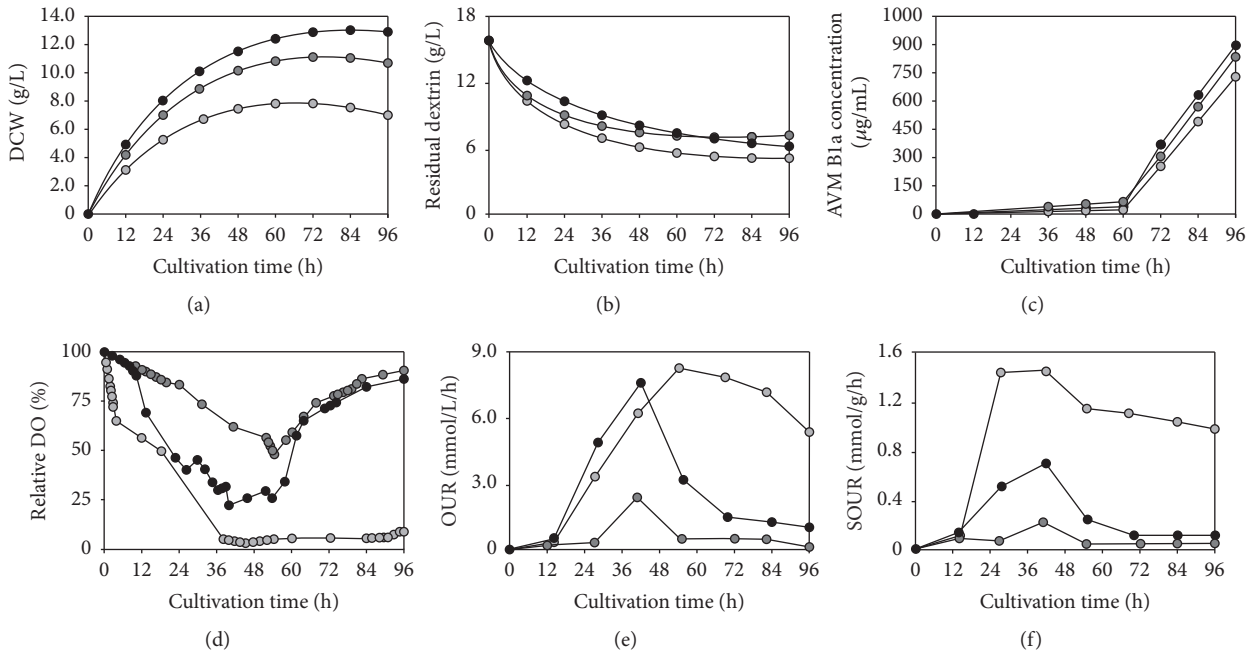 14.0
12.0
10.0
8.0
6.0
4.0
2.0
0.0
DCW (g/L)
0 12 24 36 48 60 72 84 96
Cultivation time (h)
(a)
18
12
6
0
Residual dextrin (g/L)
0 12 24 36 48 60 72 84 96
Cultivation time (h)
(b)
1000
900
750
600
450
300
150
0
AVM B1a concentration
(μg/mL)
0 12 24 36 48 60 72 84 96
Cultivation time (h)
(c)
100
75
50
25
0
Relative DO (%)
0 12 24 36 48 60 72 84 96
Cultivation time (h)
(d)
9.0
6.0
3.0
0
OUR (mmol/L/h)
0 12 24 36 48 60 72 84 96
Cultivation time (h)
(e)
1.6
1.2
0.8
0.4
0
SOUR (mmol/g/h)
0 12 24 36 48 60 72 84 96
Cultivation time (h)
(f)